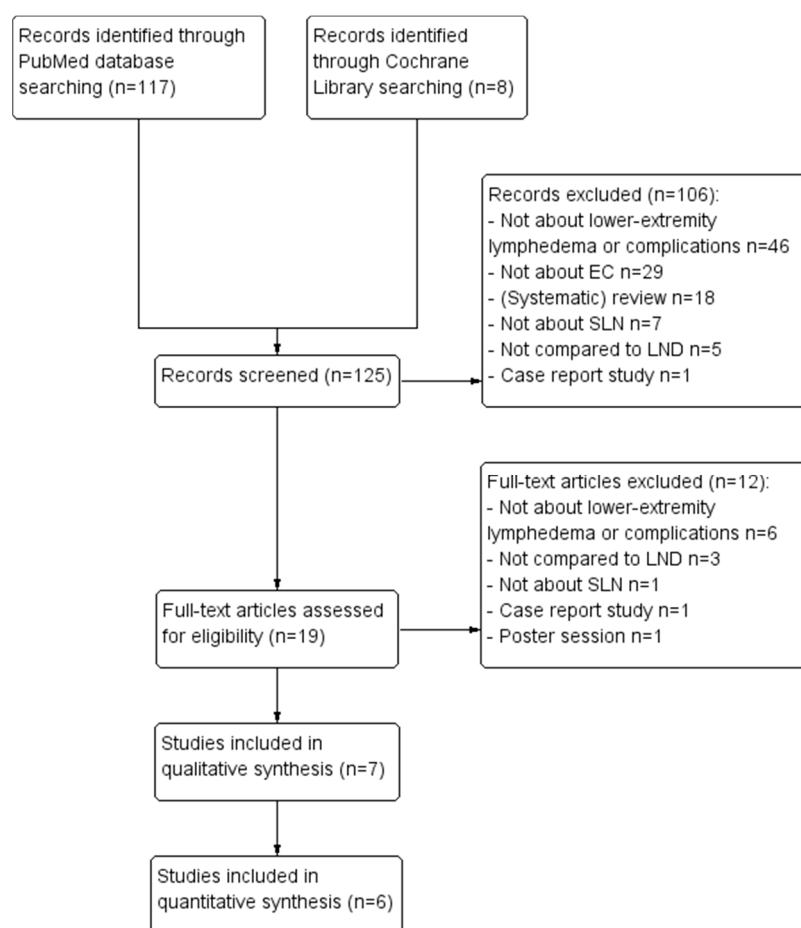 Records identified through
PubMed database
searching (n=117)
Records identified
through Cochrane
Library searching (n=8)
Records excluded (n=106):
- Not about lower-extremity
lymphedema or complications n=46
- Not about EC n=29
- (Systematic) review n=18
- Not about SLN n=7
- Not compared to LND n=5
- Case report study n=1
Records screened (n=125)
Full-text articles excluded (n=12):
- Not about lower-extremity
lymphedema or complications n=6
- Not compared to LND n=3
- Not about SLN n=1
- Case report study n=1
- Poster session n=1
Full-text articles assessed
for eligibility (n=19)
Studies included in
qualitative synthesis (n=7)
Studies included in
quantitative synthesis (n=6)